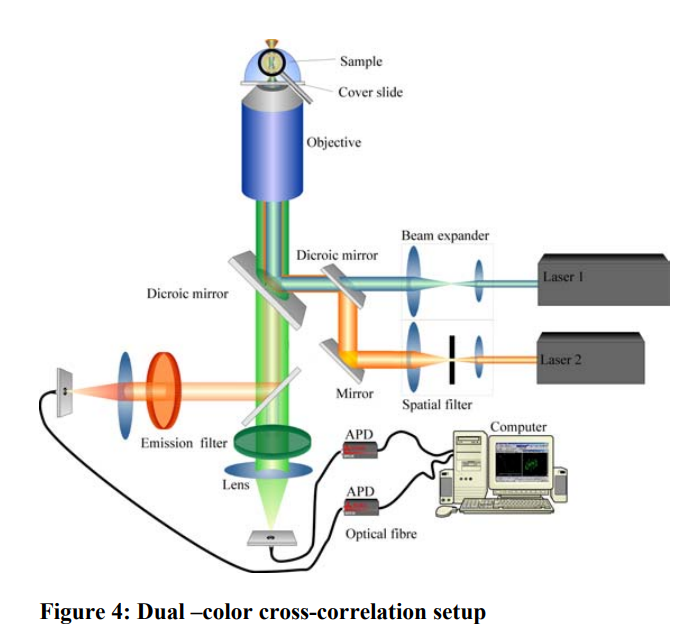 Sample
Cover slide
Objective
Beam expander
Dicroic mirror
Laser 1
Dicroic mirror
Laser 2
Mirror
Spatial filter
Emission filter
APD
Computer
Lens
APD
Optical fibre
Figure 4: Dual –color cross-correlation setup